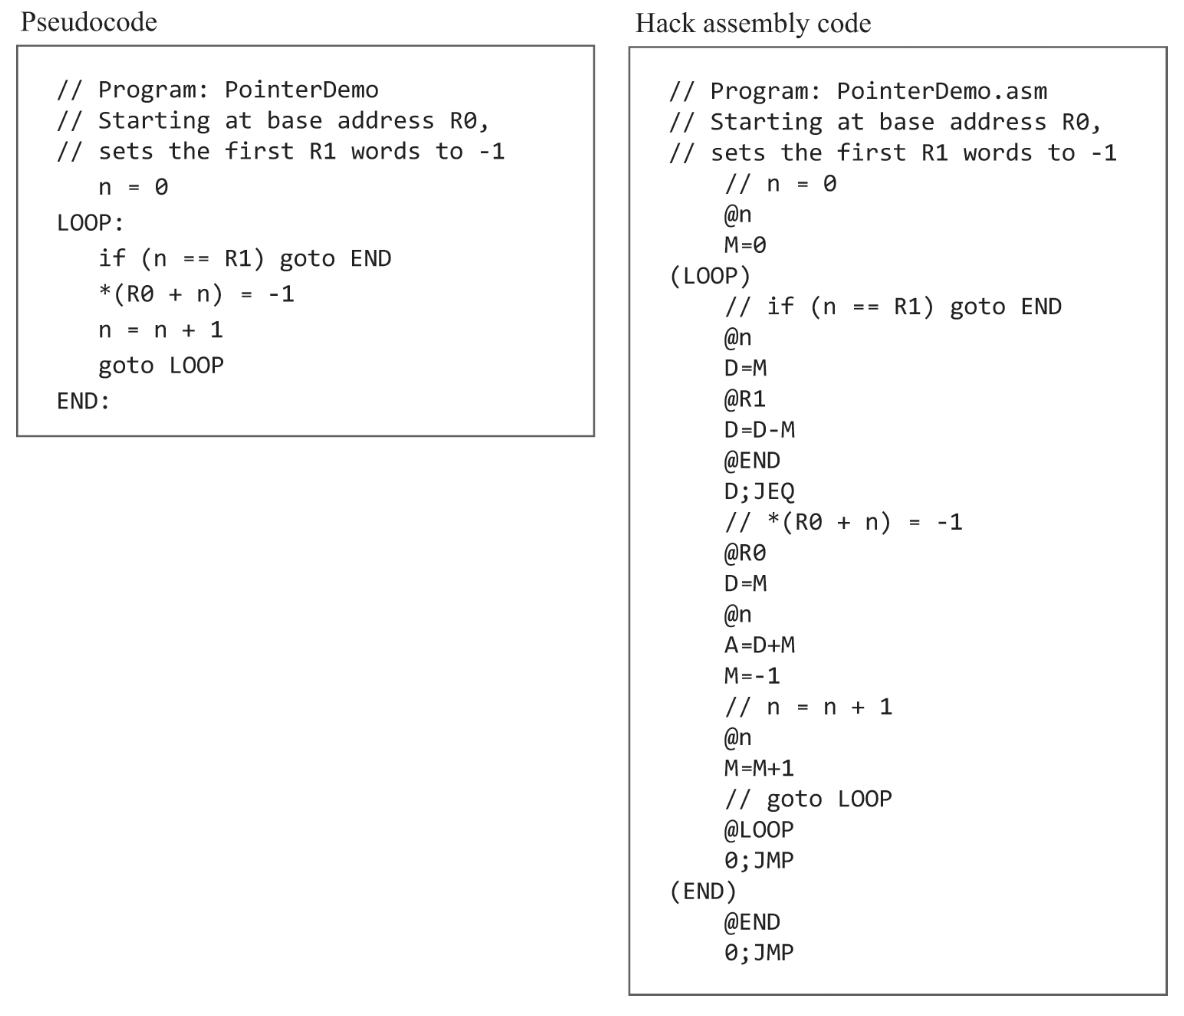 Pseudocode
// Program: PointerDemo
// Starting at base address R0,
// sets the first R1 words to -1
n = 0
LOOP:
if (n == R1) goto END
*(R0 + n) = -1
n = n + 1
goto LOOP
END:
Hack assembly code
// Program: PointerDemo.asm
// Starting at base address R0,
// sets the first R1 words to -1
// n = 0
@n
M=0
(LOOP)
// if (n == R1) goto END
@n
D=M
@R1
D=D-M
@END
D;JEQ
// *(R0 + n) = -1
@R0
D=M
@n
A=D+M
M=-1
// n = n + 1
@n
M=M+1
// goto LOOP
@LOOP
0;JMP
(END)
@END
0;JMP